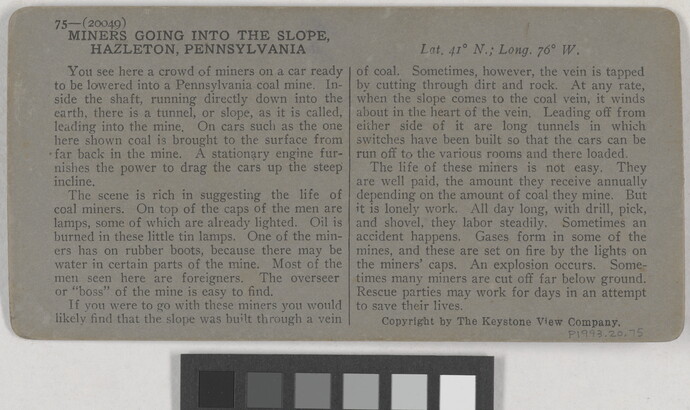 75—(20049)
MINERS GOING INTO THE SLOPE,
HAZLETON, PENNSYLVANIA
Lat. 41° N.; Long. 76° W.
You see here a crowd of miners on a car ready
to be lowered into a Pennsylvania coal mine. In-
side the shaft, running directly down into the
earth, there is a tunnel, or slope, as it is called,
leading into the mine. On cars such as the one
here shown coal is brought to the surface from
far back in the mine. A stationary engine fur-
nishes the power to drag the cars up the steep
incline.
The scene is rich in suggesting the life of
coal miners. On top of the caps of the men are
lamps, some of which are already lighted. Oil is
burned in these little tin lamps. One of the min-
ers has on rubber boots, because there may be
water in certain parts of the mine. Most of the
men seen here are foreigners. The overseer
or "boss" of the mine is easy to find.
If you were to go with these miners you would
likely find that the slope was built through a vein
of coal. Sometimes, however, the vein is tapped
by cutting through dirt and rock. At any rate,
when the slope comes to the coal vein, it winds
about in the heart of the vein. Leading off from
either side of it are long tunnels in which
switches have been built so that the cars can be
run off to the various rooms and there loaded.
The life of these miners is not easy. They
are well paid, the amount they receive annually
depending on the amount of coal they mine. But
it is lonely work. All day long, with drill, pick,
and shovel, they labor steadily. Sometimes an
accident happens. Gases form in some of the
mines, and these are set on fire by the lights on
the miners' caps. An explosion occurs. Some-
times many miners are cut off far below ground.
Rescue parties may work for days in an attempt
to save their lives.
Copyright by The Keystone View Company.
P1993.20.75